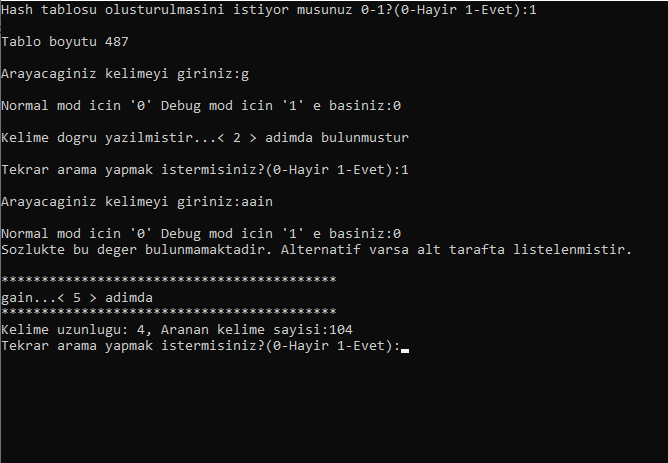 Hash tablosu olusturulmasini istiyor musunuz 0-1?(0-Hayir 1-Evet):1
Tablo boyutu 487
Arayacaginiz kelimeyi giriniz:g
Normal mod icin '0' Debug mod icin '1' e basiniz:0
Kelime dogru yazilmistir...< 2 > adimda bulunmustur
Tekrar arama yapmak istermisiniz?(0-Hayir 1-Evet):1
Arayacaginiz kelimeyi giriniz:aain
Normal mod icin '0' Debug mod icin '1' e basiniz:0
Sozlukte bu deger bulunmamaktadir. Alternatif varsa alt tarafta listelenmistir.
******************************************
gain...< 5 > adimda
******************************************
Kelime uzunlugu: 4, Aranan kelime sayisi:104
Tekrar arama yapmak istermisiniz?(0-Hayir 1-Evet):